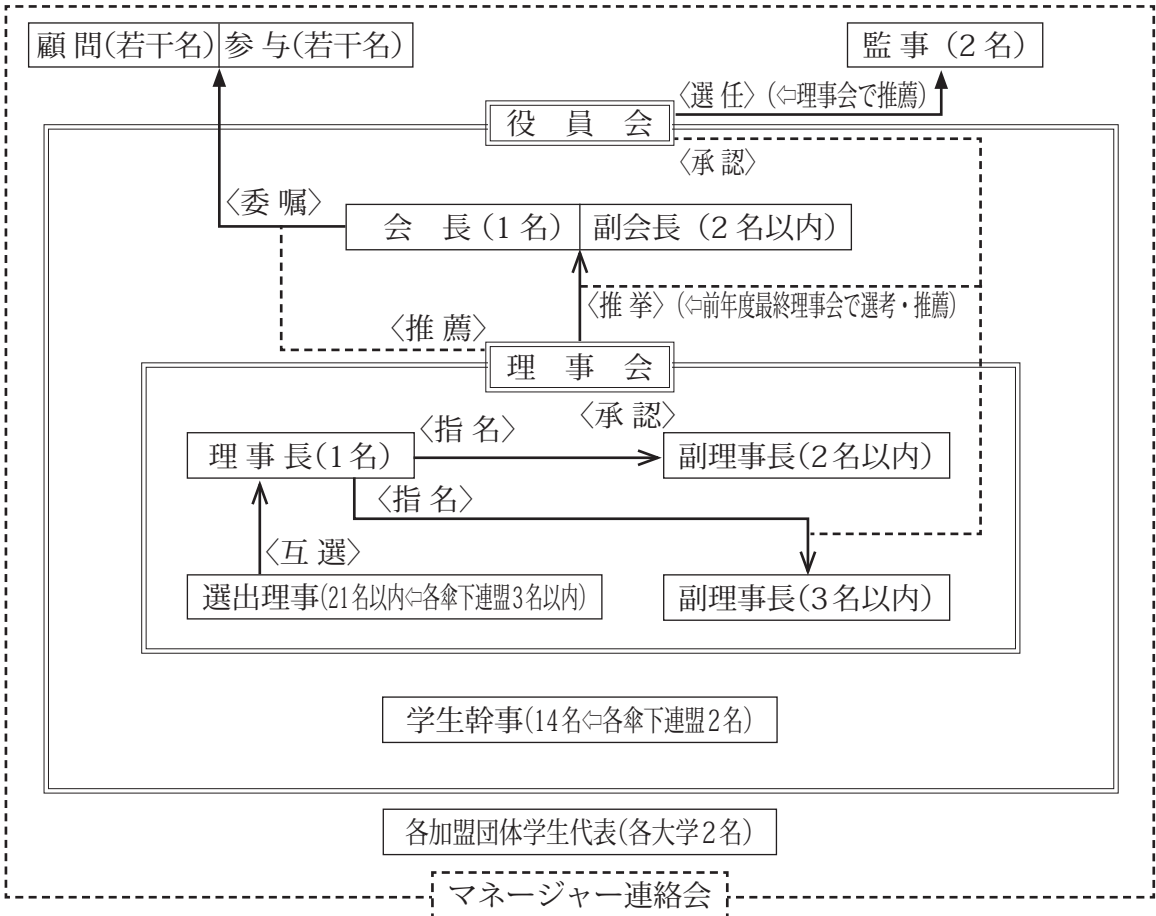 顧 問(若干名) 参 与(若干名)
監 事 (2 名)
〈選 任〉(⇦理事会で推薦)
役 員 会
〈承 認〉
〈委 嘱〉
会 長 (1 名) 副会長 (2 名以内)
〈推 挙〉(⇦前年度最終理事会で選考・推薦)
〈推 薦〉
理 事 会
〈承 認〉
〈指 名〉
理 事 長(1 名)
副理事長(2 名以内)
〈指 名〉
〈互 選〉
選出理事(21名以内⇦各傘下連盟3名以内)
副理事長(3 名以内)
学生幹事(14名⇦各傘下連盟2名)
各加盟団体学生代表(各大学2名)
マネージャー連絡会